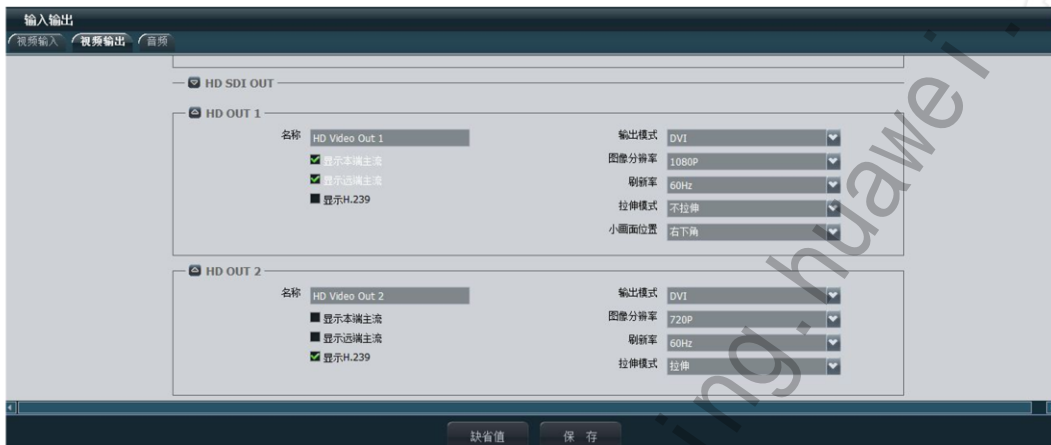 输入输出
视频输入 视频输出 音频
HD SDI OUT
HD OUT 1
名称 HD Video Out 1
显示本端主流
显示远端主流
显示H.239
输出模式 DVI
图像分辨率 1080P
刷新率 60Hz
拉伸模式 不拉伸
小画面位置 右下角
HD OUT 2
名称 HD Video Out 2
显示本端主流
显示远端主流
显示H.239
输出模式 DVI
图像分辨率 720P
刷新率 60Hz
拉伸模式 拉伸
缺省值 保存
ing.huawei.